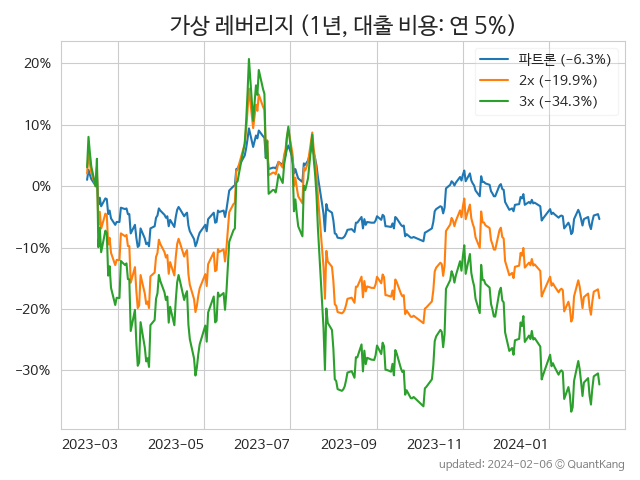 가상 레버리지 (1년, 대출 비용: 연 5%)
파트론 (−6.3%)
2x (−19.9%)
3x (−34.3%)
20%
10%
0%
−10%
−20%
−30%
2023-03 2023-05 2023-07 2023-09 2023-11 2024-01
updated: 2024-02-06 © QuantKang